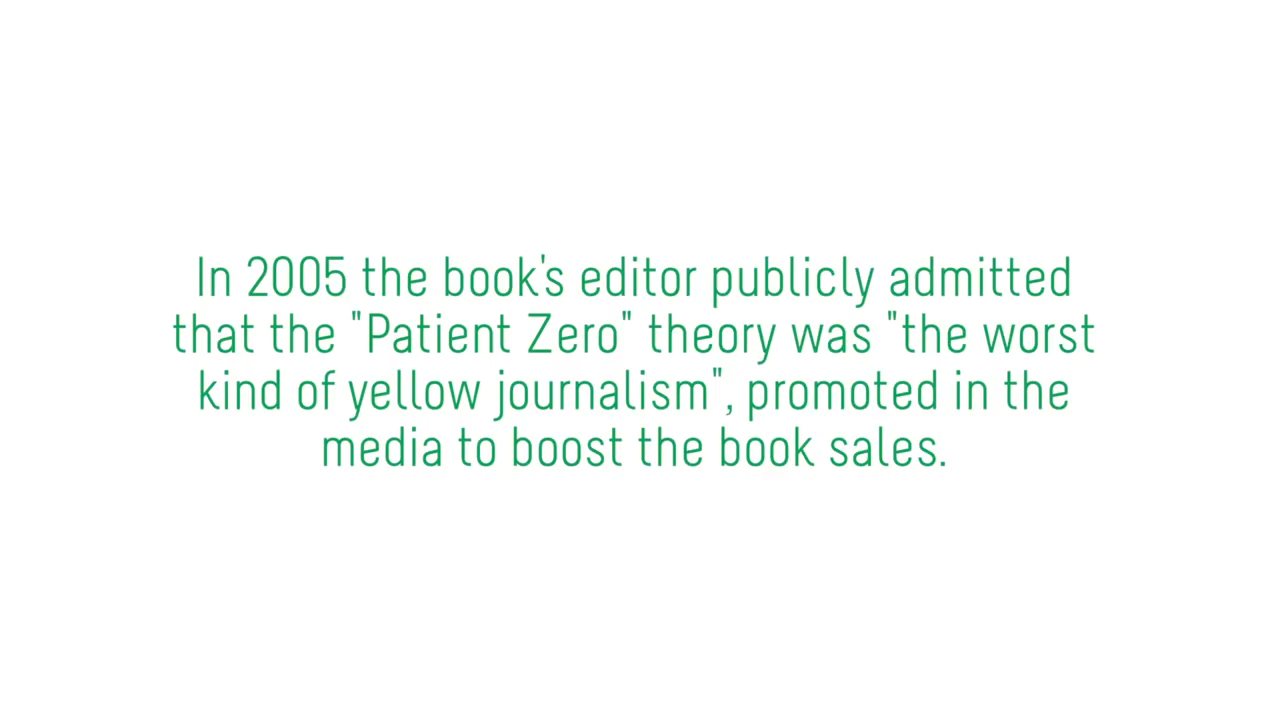 In 2005 the book's editor publicly admitted
that the "Patient Zero" theory was "the worst
kind of yellow journalism", promoted in the
media to boost the book sales.